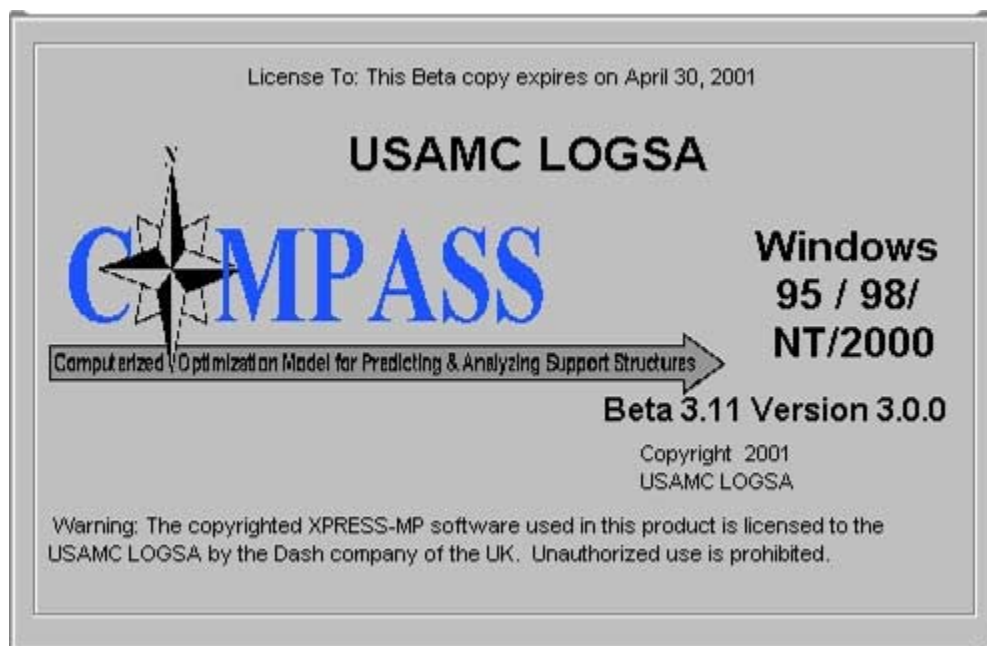 License To: This Beta copy expires on April 30, 2001
USAMC LOGSA
N
COMPASS
Windows
95 / 98/
NT/2000
Computerized Optimization Model for Predicting & Analyzing Support Structures
Beta 3.11 Version 3.0.0
Copyright 2001
USAMC LOGSA
Warning: The copyrighted XPRESS-MP software used in this product is licensed to the
USAMC LOGSA by the Dash company of the UK. Unauthorized use is prohibited.